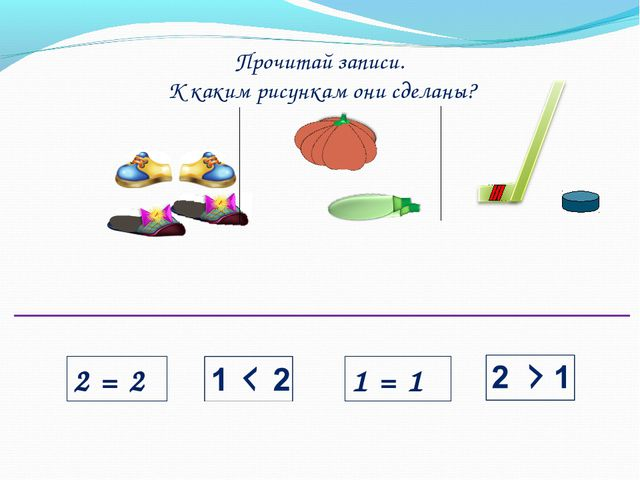 Прочитай записи.
К каким рисункам они сделаны?
2 = 2 1 < 2 1 = 1 2 > 1